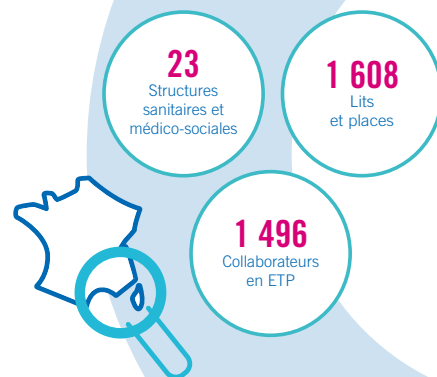 23
Structures
sanitaires et
médico-sociales
1 608
Lits
et places
1 496
Collaborateurs
en ETP